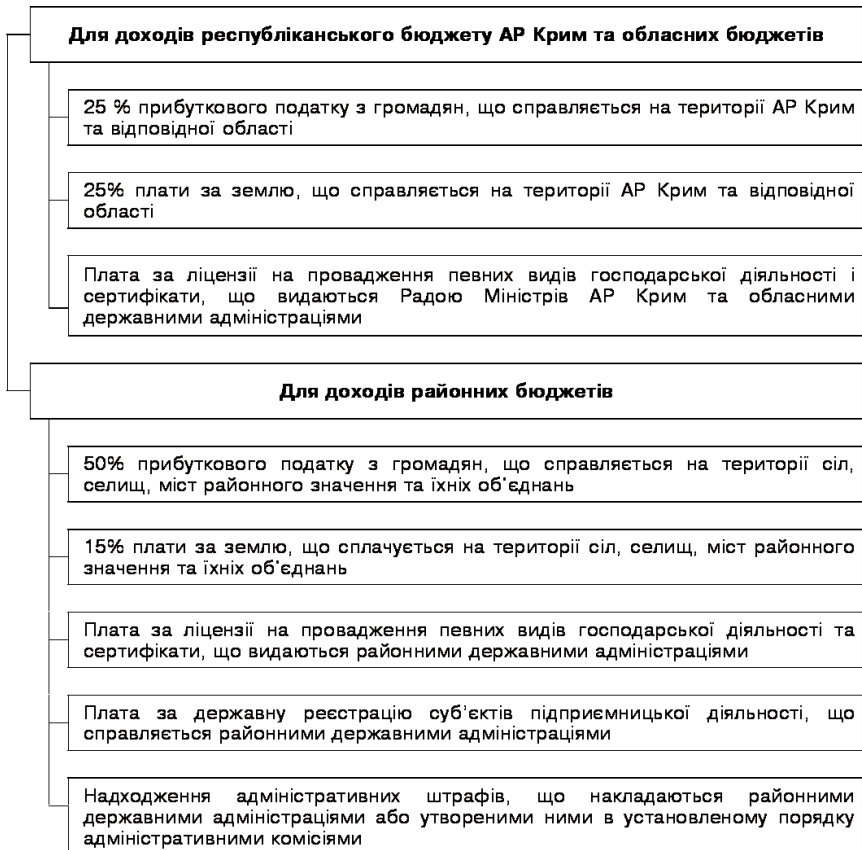 Для доходів республіканського бюджету АР Крим та обласних бюджетів
25 % прибуткового податку з громадян, що справляється на території АР Крим
та відповідної області
25% плати за землю, що справляється на території АР Крим та відповідної
області
Плата за ліцензії на провадження певних видів господарської діяльності і
сертифікати, що видаються Радою Міністрів АР Крим та обласними
державними адміністраціями
Для доходів районних бюджетів
50% прибуткового податку з громадян, що справляється на території сіл,
селищ, міст районного значення та їхніх об'єднань
15% плати за землю, що сплачується на території сіл, селищ, міст районного
значення та їхніх об'єднань
Плата за ліцензії на провадження певних видів господарської діяльності та
сертифікати, що видаються районними державними адміністраціями
Плата за державну реєстрацію суб'єктів підприємницької діяльності, що
справляється районними державними адміністраціями
Надходження адміністративних штрафів, що накладаються районними
державними адміністраціями або утвореними ними в установленому порядку
адміністративними комісіями